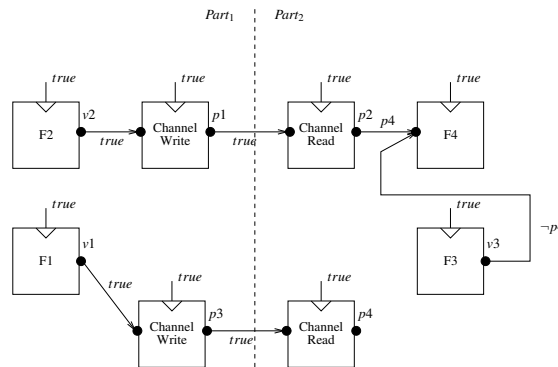 Part1 Part2
true true true true
v2 p1 p2 p4
F2 Channel Write Channel Read F4
true true
true true
v1 v3 ¬p
F1 F3
true true true
p3 p4
Channel Write Channel Read
true